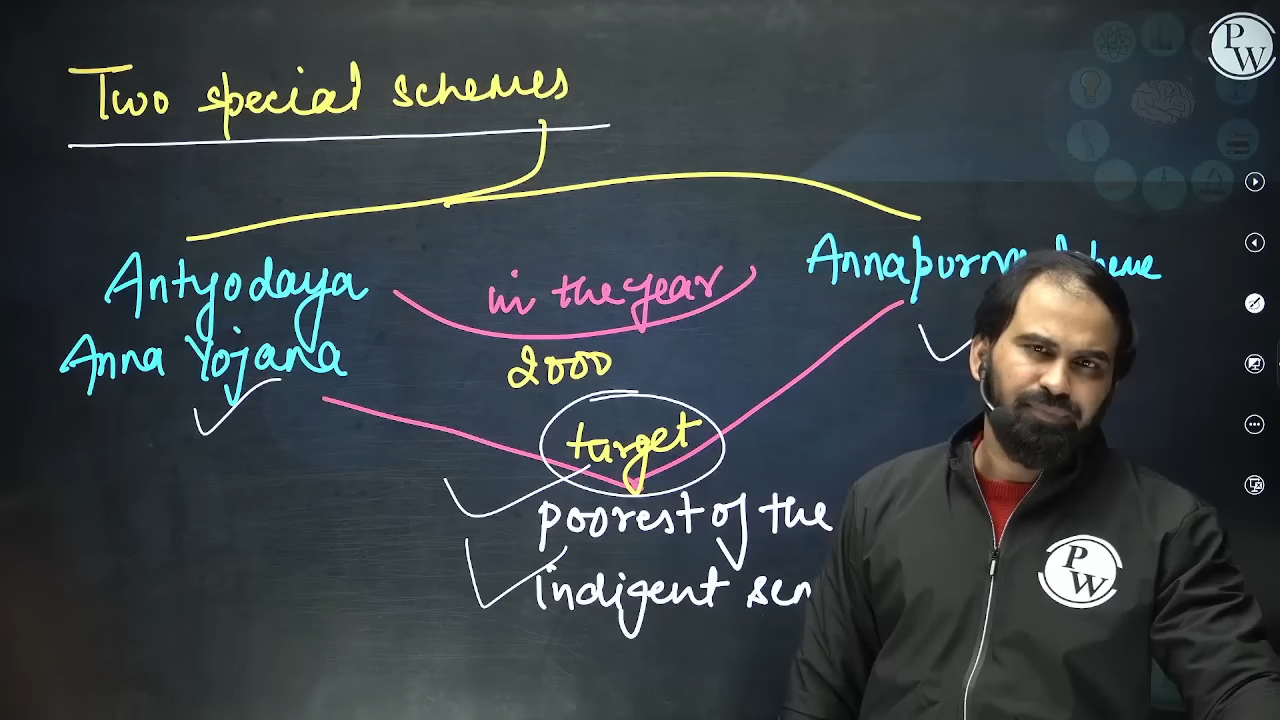 Two special schemes
PW
Antyodaya
Anna Yojana
in the year
2000
Annapurna
target
poorest of the
indigent
PW